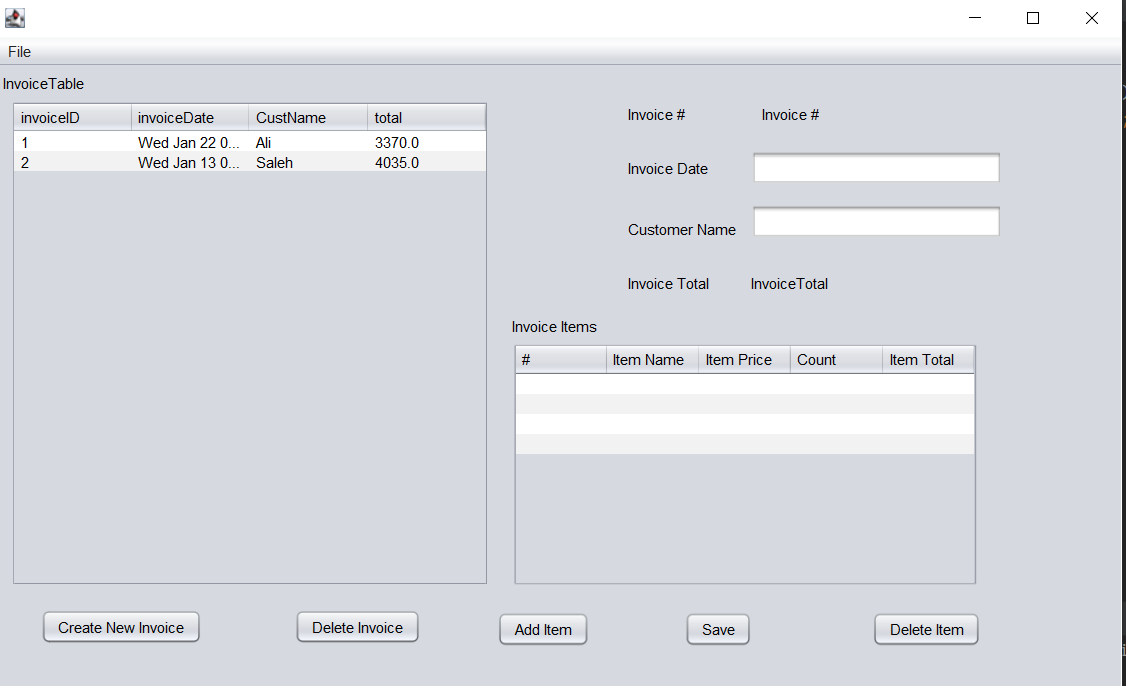 File
InvoiceTable
invoiceID invoiceDate CustName total
1 Wed Jan 22 0... Ali 3370.0
2 Wed Jan 13 0... Saleh 4035.0
Invoice # Invoice #
Invoice Date
Customer Name
Invoice Total InvoiceTotal
Invoice Items
# Item Name Item Price Count Item Total
Create New Invoice Delete Invoice Add Item Save Delete Item